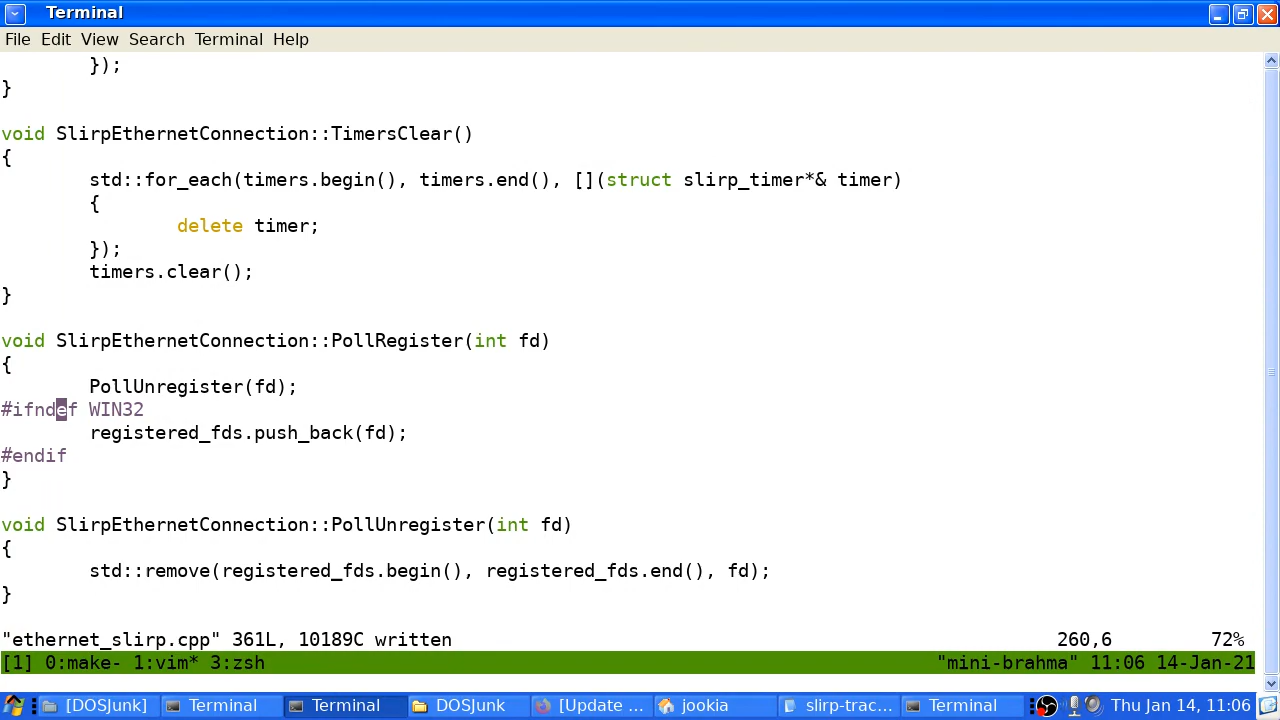 Terminal
File Edit View Search Terminal Help
        });
}
void SlirpEthernetConnection::TimersClear()
{
        std::for_each(timers.begin(), timers.end(), [](struct slirp_timer*& timer)
        {
                delete timer;
        });
        timers.clear();
}
void SlirpEthernetConnection::PollRegister(int fd)
{
        PollUnregister(fd);
#ifndef WIN32
        registered_fds.push_back(fd);
#endif
}
void SlirpEthernetConnection::PollUnregister(int fd)
{
        std::remove(registered_fds.begin(), registered_fds.end(), fd);
}
"ethernet_slirp.cpp" 361L, 10189C written 260,6 72%
[1] 0:make- 1:vim* 3:zsh "mini-brahma" 11:06 14-Jan-21
[DOSJunk] Terminal Terminal DOSJunk [Update ... jookia slirp-trac... Terminal Thu Jan 14, 11:06